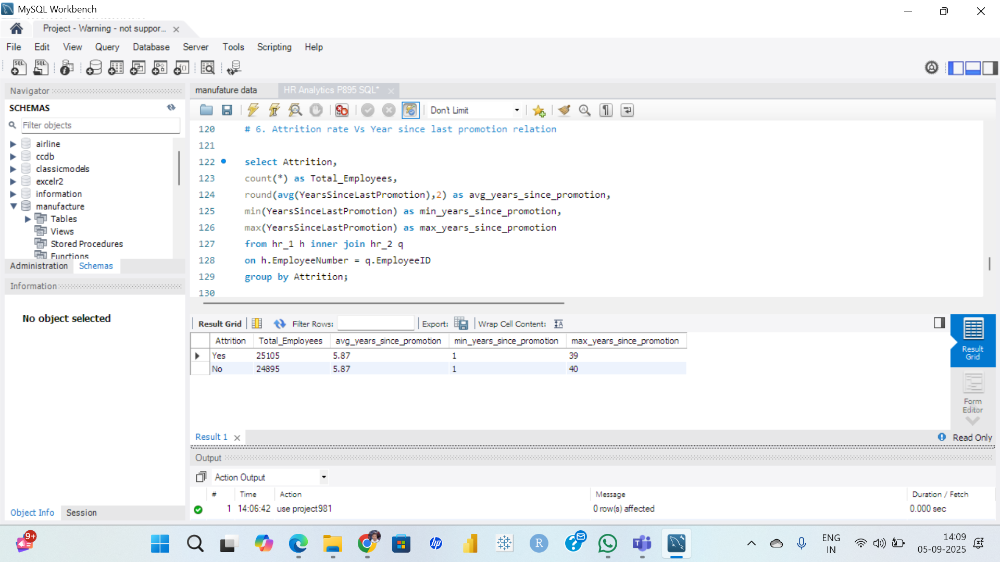 MySQL Workbench
Project - Warning - not suppor...
File Edit View Query Database Server Tools Scripting Help
Navigator
SCHEMAS
Filter objects
airline
ccdb
classicmodels
excelr2
information
manufacture
Tables
Views
Stored Procedures
Functions
Administration Schemas
Information
No object selected
Object Info Session
manufature data HR Analytics P895 SQL*
Don't Limit
120 # 6. Attrition rate Vs Year since last promotion relation
121
122 select Attrition,
123 count(*) as Total_Employees,
124 round(avg(YearsSinceLastPromotion),2) as avg_years_since_promotion,
125 min(YearsSinceLastPromotion) as min_years_since_promotion,
126 max(YearsSinceLastPromotion) as max_years_since_promotion
127 from hr_1 h inner join hr_2 q
128 on h.EmployeeNumber = q.EmployeeID
129 group by Attrition;
130
Result Grid Filter Rows: Export: Wrap Cell Content:
Attrition Total_Employees avg_years_since_promotion min_years_since_promotion max_years_since_promotion
Yes 25105 5.87 1 39
No 24895 5.87 1 40
Result
Grid
Form
Editor
Result 1 Read Only
Output
Action Output
# Time Action Message Duration / Fetch
1 14:06:42 use project981 0 row(s) affected 0.000 sec
9+
hp
R
ENG
IN
14:09
05-09-2025